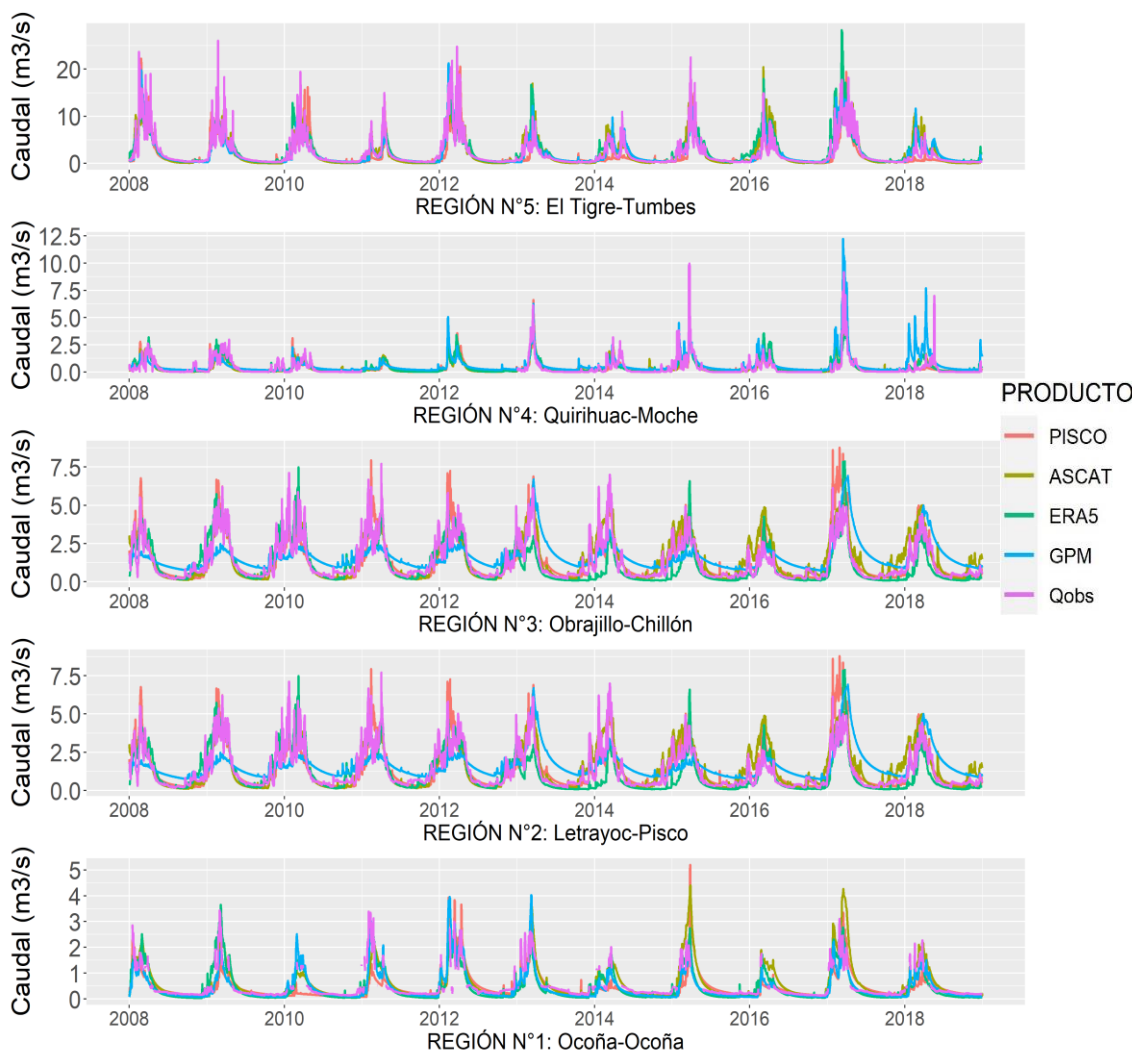 Caudal (m3/s)
20
10
0
2008 2010 2012 2014 2016 2018
REGIÓN N°5: El Tigre-Tumbes
Caudal (m3/s)
12.5
10.0
7.5
5.0
2.5
0.0
2008 2010 2012 2014 2016 2018
REGIÓN N°4: Quirihuac-Moche
Caudal (m3/s)
7.5
5.0
2.5
0.0
2008 2010 2012 2014 2016 2018
REGIÓN N°3: Obrajillo-Chillón
Caudal (m3/s)
7.5
5.0
2.5
0.0
2008 2010 2012 2014 2016 2018
REGIÓN N°2: Letrayoc-Pisco
Caudal (m3/s)
5
4
3
2
1
0
2008 2010 2012 2014 2016 2018
REGIÓN N°1: Ocoña-Ocoña
PRODUCTO
PISCO
ASCAT
ERA5
GPM
Qobs